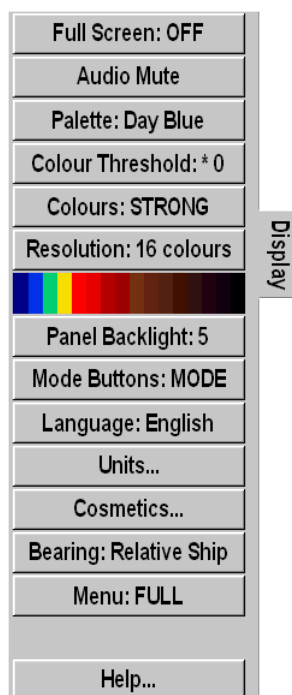 Full Screen: OFF
Audio Mute
Palette: Day Blue
Colour Threshold: * 0
Colours: STRONG
Resolution: 16 colours
Display
Panel Backlight: 5
Mode Buttons: MODE
Language: English
Units...
Cosmetics...
Bearing: Relative Ship
Menu: FULL
Help...